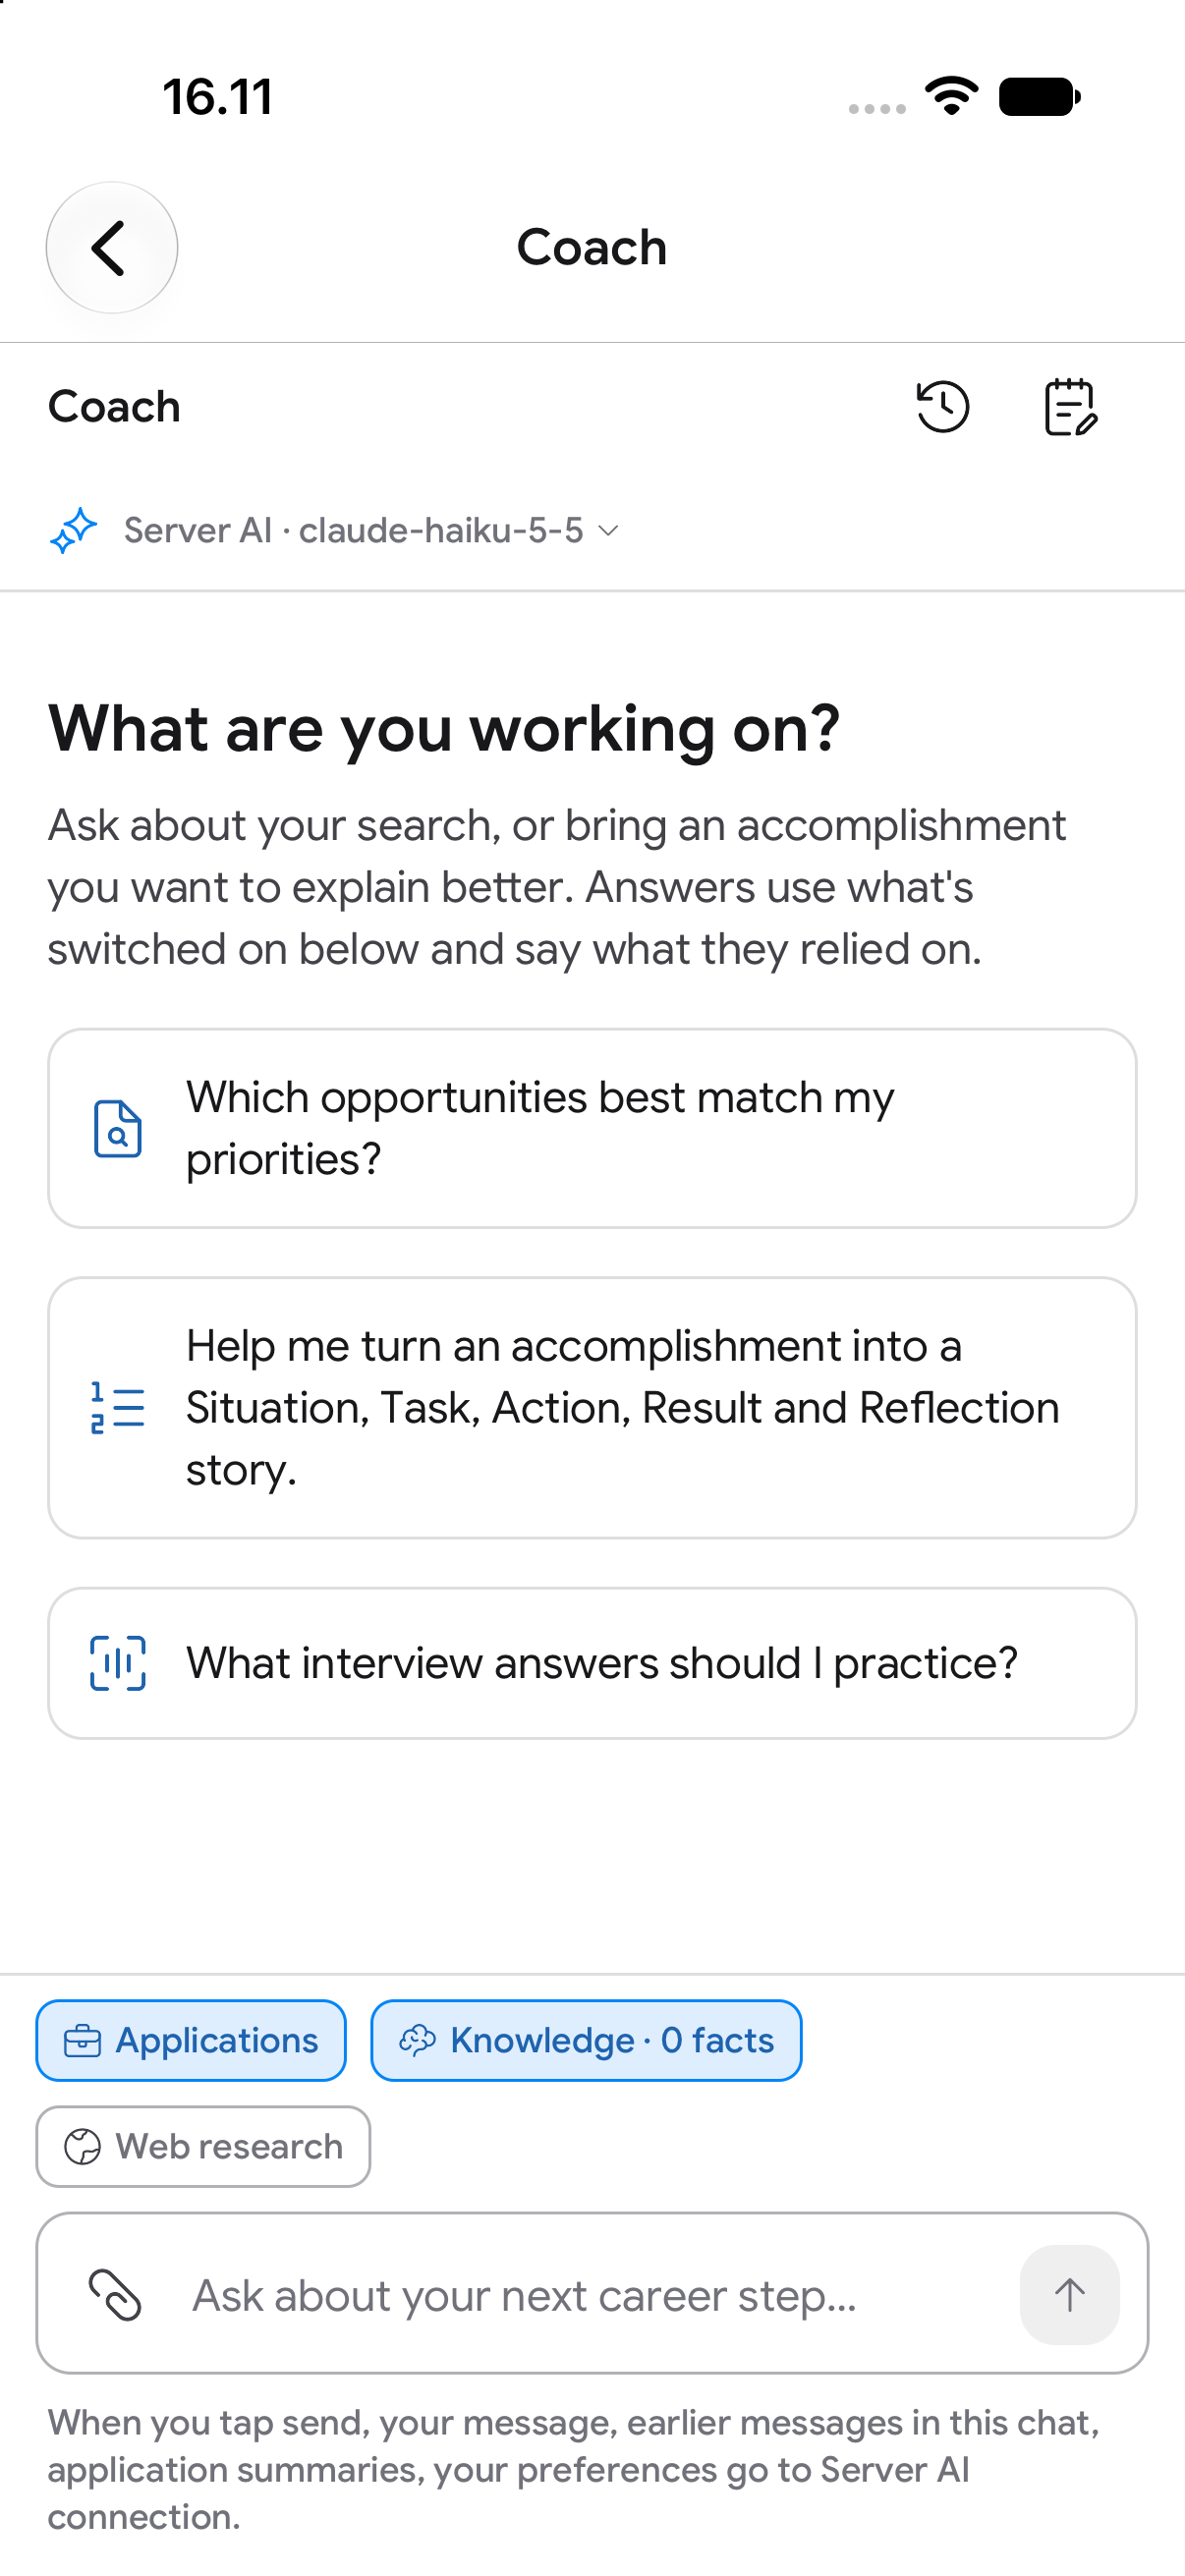 16.11
Coach
Coach
Server AI · claude-haiku-5-5
What are you working on?
Ask about your search, or bring an accomplishment
you want to explain better. Answers use what's
switched on below and say what they relied on.
Which opportunities best match my
priorities?
Help me turn an accomplishment into a
Situation, Task, Action, Result and Reflection
story.
What interview answers should I practice?
Applications
Knowledge · 0 facts
Web research
Ask about your next career step...
When you tap send, your message, earlier messages in this chat,
application summaries, your preferences go to Server AI
connection.